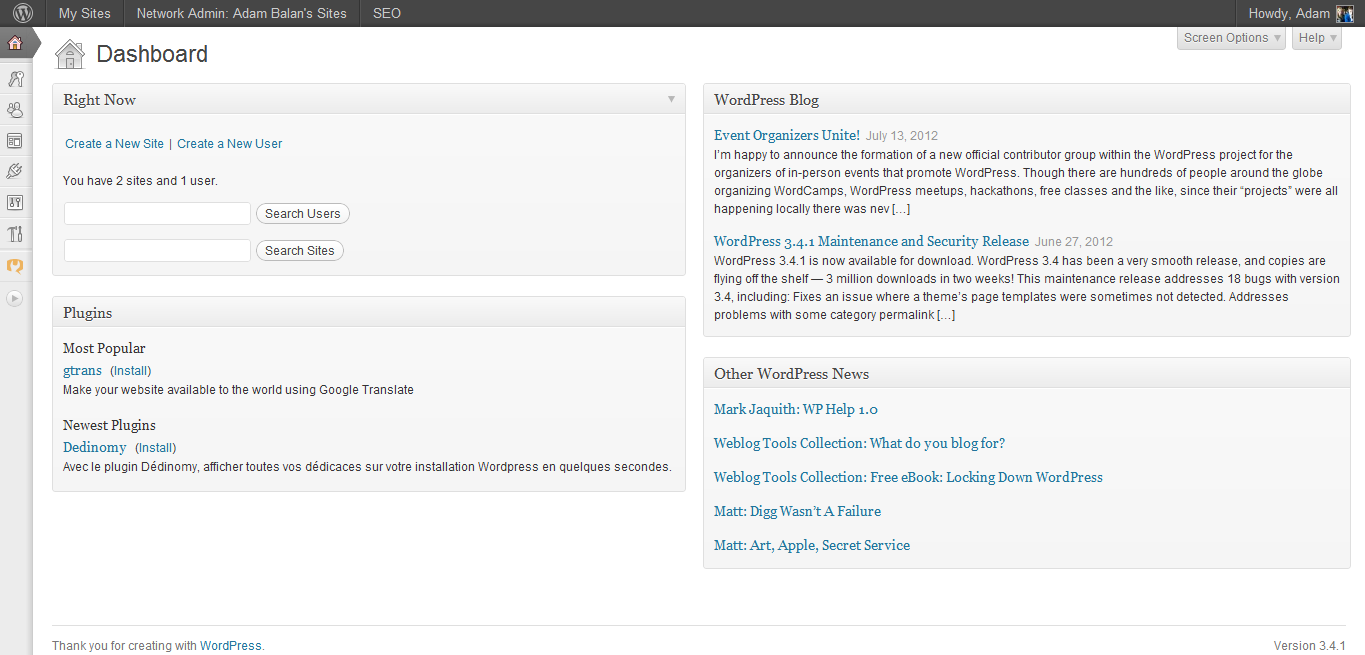 My Sites
Network Admin: Adam Balan's Sites
SEO
Howdy, Adam
Screen Options
Help
Dashboard
Right Now
Create a New Site | Create a New User
You have 2 sites and 1 user.
Search Users
Search Sites
Plugins
Most Popular
gtrans (Install)
Make your website available to the world using Google Translate
Newest Plugins
Dedinomy (Install)
Avec le plugin Dédinomy, afficher toutes vos dédicaces sur votre installation Wordpress en quelques secondes.
WordPress Blog
Event Organizers Unite! July 13, 2012
I’m happy to announce the formation of a new official contributor group within the WordPress project for the
organizers of in-person events that promote WordPress. Though there are hundreds of people around the globe
organizing WordCamps, WordPress meetups, hackathons, free classes and the like, since their “projects” were all
happening locally there was nev […]
WordPress 3.4.1 Maintenance and Security Release June 27, 2012
WordPress 3.4.1 is now available for download. WordPress 3.4 has been a very smooth release, and copies are
flying off the shelf — 3 million downloads in two weeks! This maintenance release addresses 18 bugs with version
3.4, including: Fixes an issue where a theme’s page templates were sometimes not detected. Addresses
problems with some category permalink […]
Other WordPress News
Mark Jaquith: WP Help 1.0
Weblog Tools Collection: What do you blog for?
Weblog Tools Collection: Free eBook: Locking Down WordPress
Matt: Digg Wasn’t A Failure
Matt: Art, Apple, Secret Service
Thank you for creating with WordPress.
Version 3.4.1